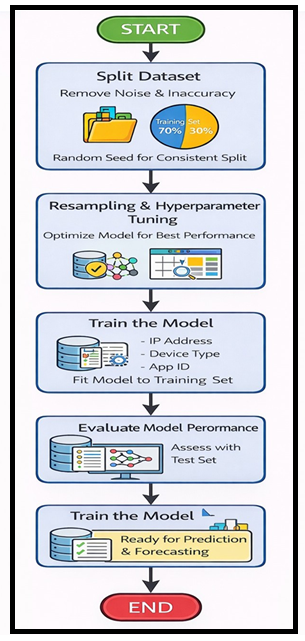 START
Split Dataset
Remove Noise & Inaccuracy
Training Set
70% 30%
Random Seed for Consistent Split
Resampling & Hyperparameter
Tuning
Optimize Model for Best Performance
Train the Model
- IP Address
- Device Type
- App ID
Fit Model to Training Set
Evaluate Model Perormance
Assess with
Test Set
Train the Model
Ready for Prediction
& Forecasting
END